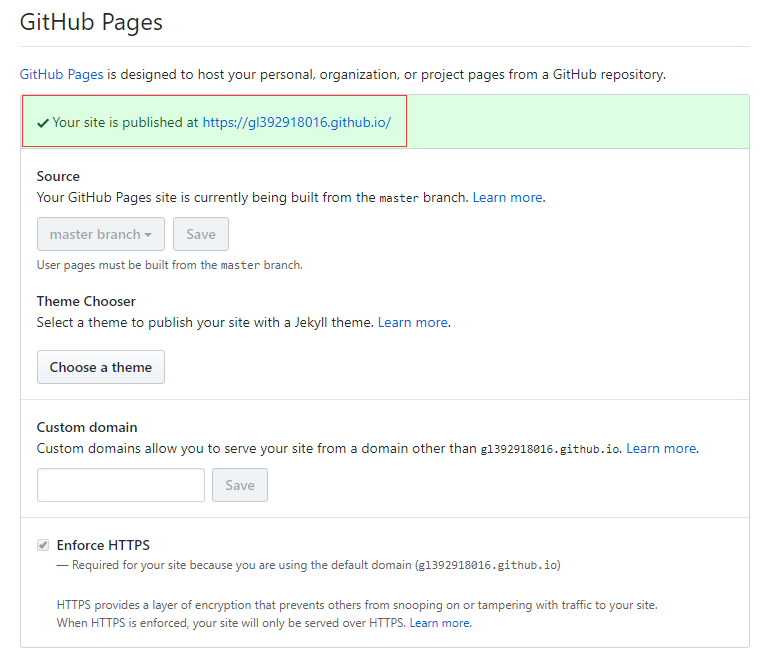 GitHub Pages
GitHub Pages is designed to host your personal, organization, or project pages from a GitHub repository.
Your site is published at https://gl392918016.github.io/
Source
Your GitHub Pages site is currently being built from the master branch. Learn more.
master branch
Save
User pages must be built from the master branch.
Theme Chooser
Select a theme to publish your site with a Jekyll theme. Learn more.
Choose a theme
Custom domain
Custom domains allow you to serve your site from a domain other than gl392918016.github.io. Learn more.
Save
Enforce HTTPS
— Required for your site because you are using the default domain (gl392918016.github.io)
HTTPS provides a layer of encryption that prevents others from snooping on or tampering with traffic to your site.
When HTTPS is enforced, your site will only be served over HTTPS. Learn more.